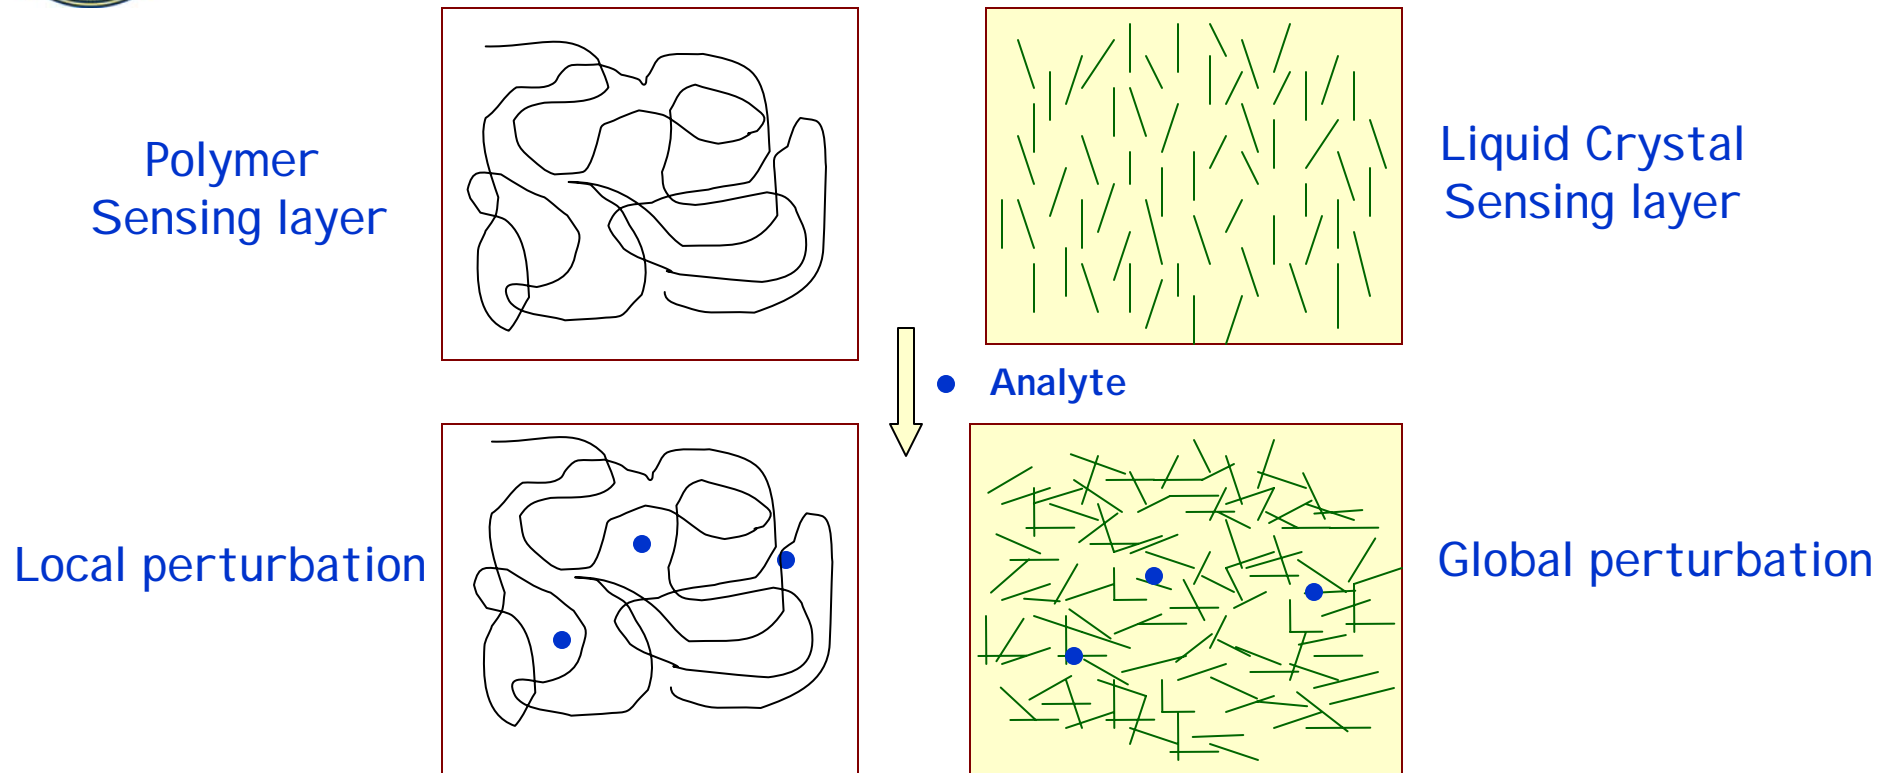 Polymer
Sensing layer
Liquid Crystal
Sensing layer
Analyte
Local perturbation
Global perturbation